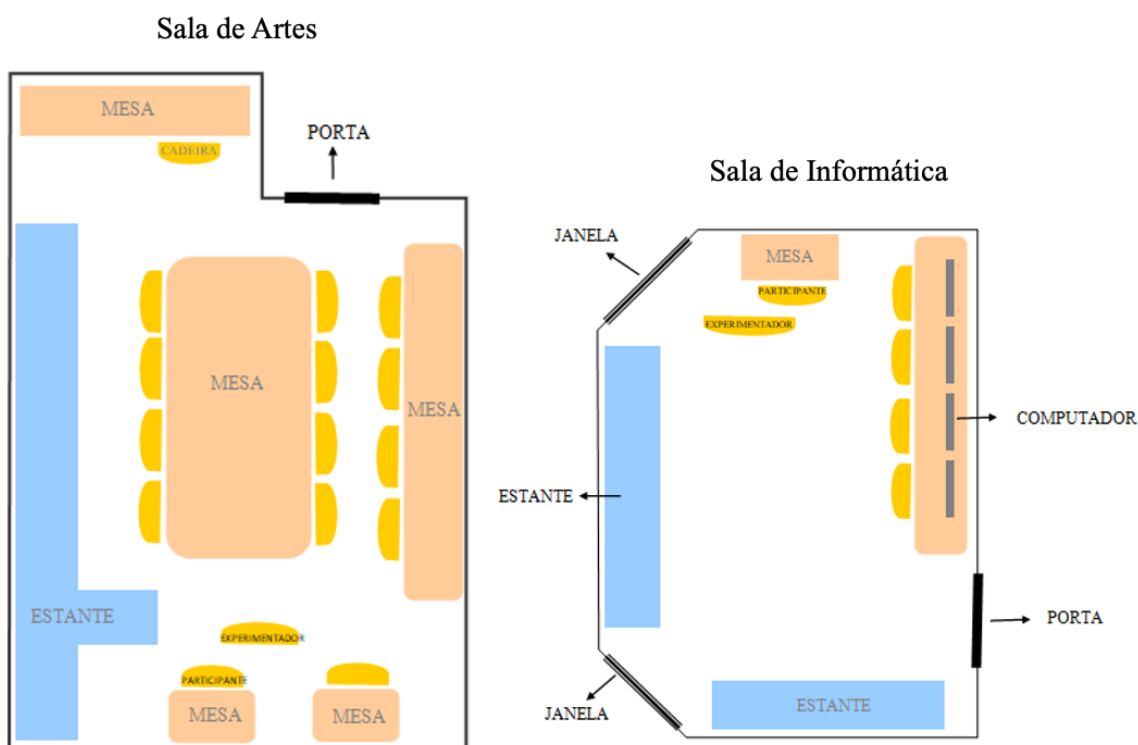 Sala de Artes
MESA
CADEIRA
PORTA
MESA
MESA
ESTANTE
EXPERIMENTADOR
PARTICIPANTE
MESA
MESA
Sala de Informática
JANELA
MESA
PARTICIPANTE
EXPERIMENTADOR
COMPUTADOR
ESTANTE
PORTA
JANELA
ESTANTE